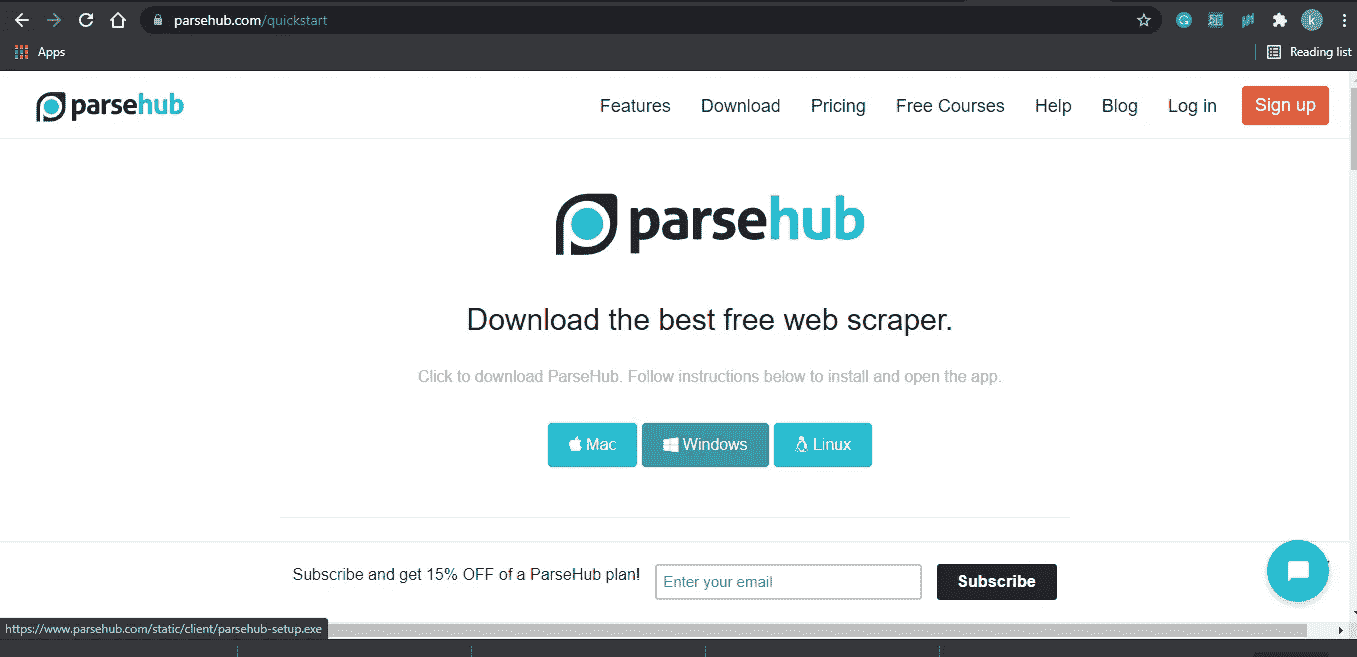 parsehub.com/quickstart
Apps
Reading list
parsehub
Features Download Pricing Free Courses Help Blog Log in Sign up
parsehub
Download the best free web scraper.
Click to download ParseHub. Follow instructions below to install and open the app.
Mac Windows Linux
Subscribe and get 15% OFF of a ParseHub plan! Enter your email Subscribe
https://www.parsehub.com/static/client/parsehub-setup.exe